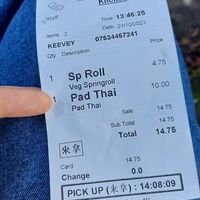 Kitchen
Staff
Time : 13:46:25
Items : 2
Date : 21/10/2023
KEEVEY 07534457241
Qty Description Price
1 Sp Roll 4.75
Veg Springroll
1 Pad Thai 10.00
Pad Thai
Sale 14.75
Sub Total 14.75
Total 14.75
來拿
Card 14.75
Change 0.0
PICK UP (來拿) : 14:08:09